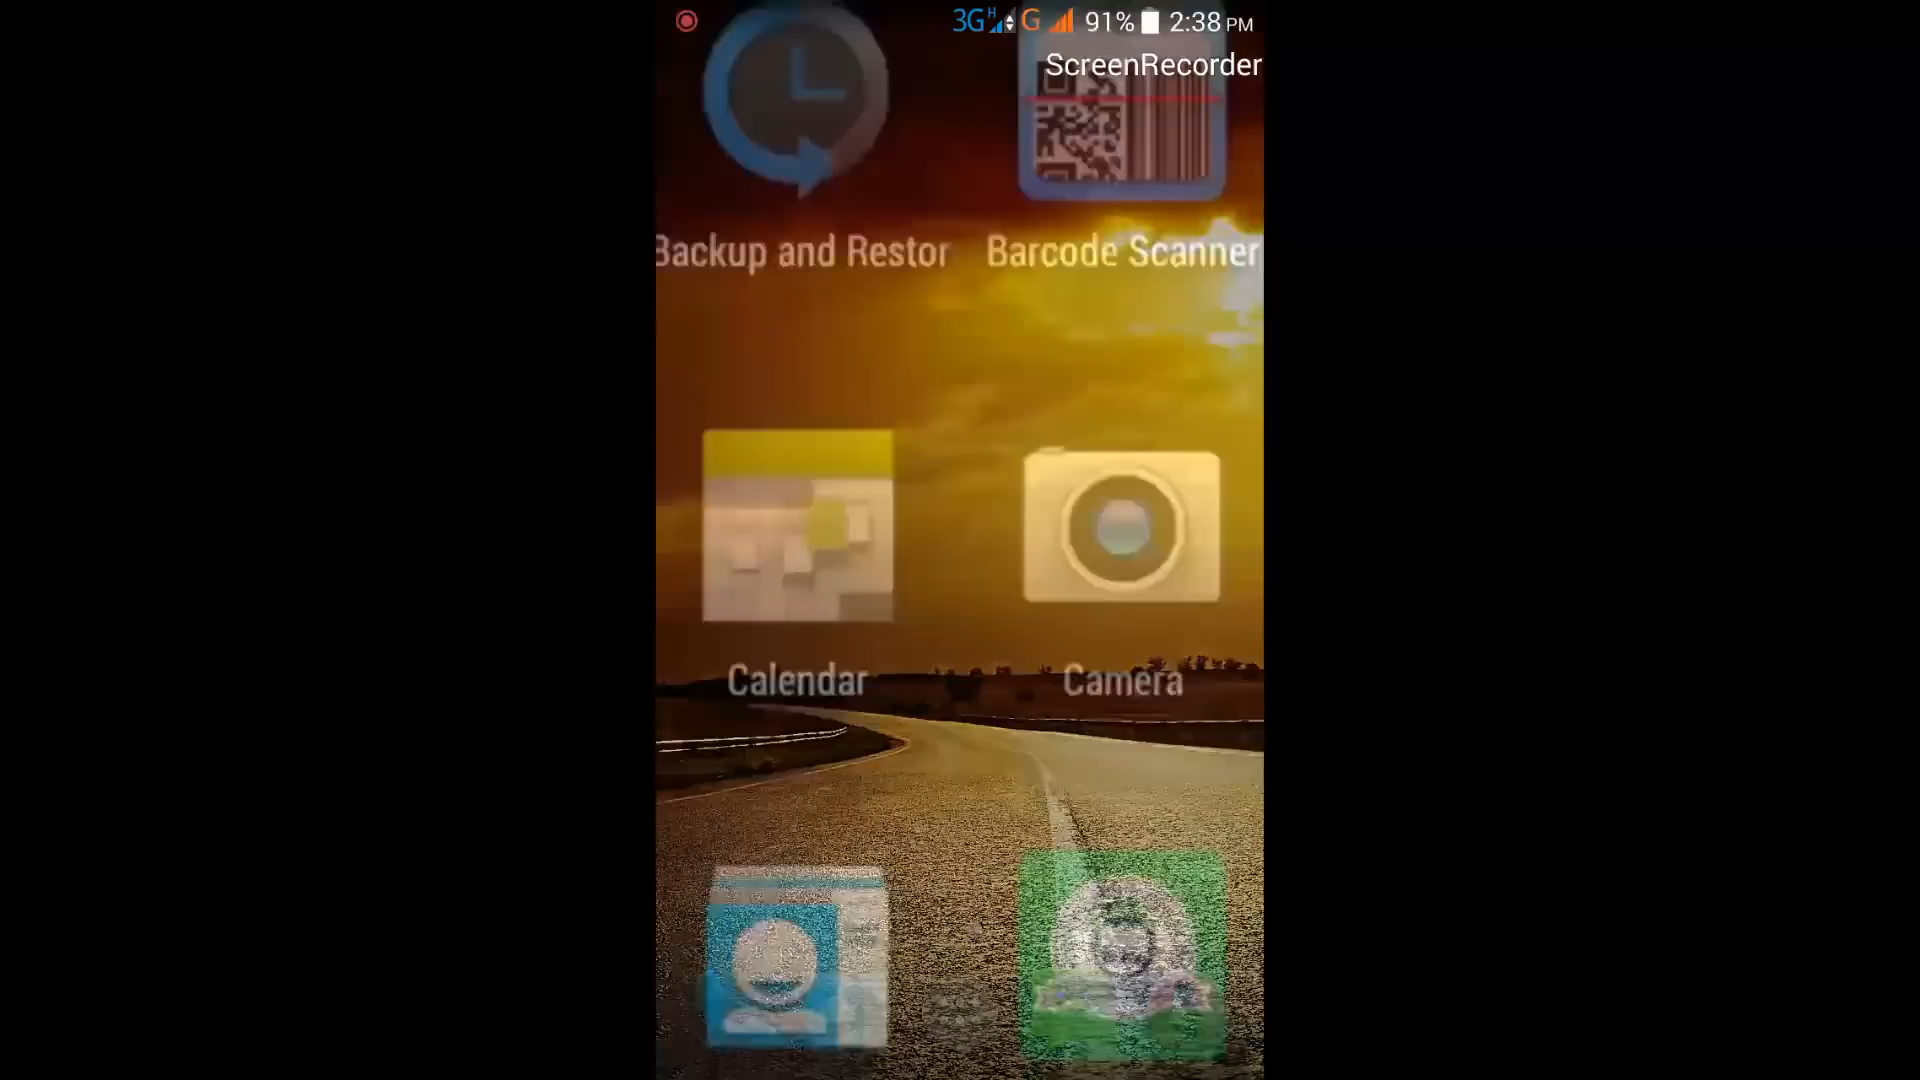 3G H G 91% 2:38 PM
ScreenRecorder
Backup and Restor
Barcode Scanner
Calendar
Camera